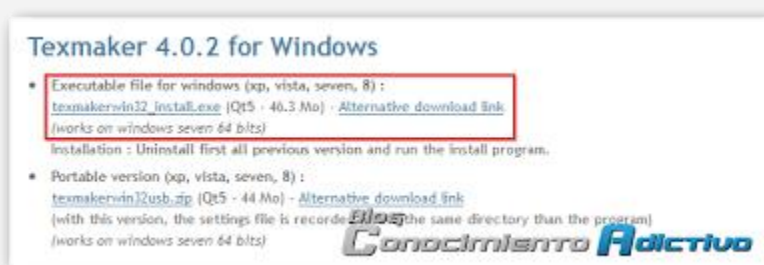 Texmaker 4.0.2 for Windows
• Executable file for windows (xp, vista, seven, 8) :
texmakerwin32_install.exe (Qt5 - 46.3 Mo) - Alternative download link
(works on windows seven 64 bits)
Installation : Uninstall first all previous version and run the install program.
• Portable version (xp, vista, seven, 8) :
texmakerwin32usb.zip (Qt5 - 44 Mo) - Alternative download link
(with this version, the settings file is recorde the same directory than the program)
(works on windows seven 64 bits)
Blog
Conocimiento Adictivo